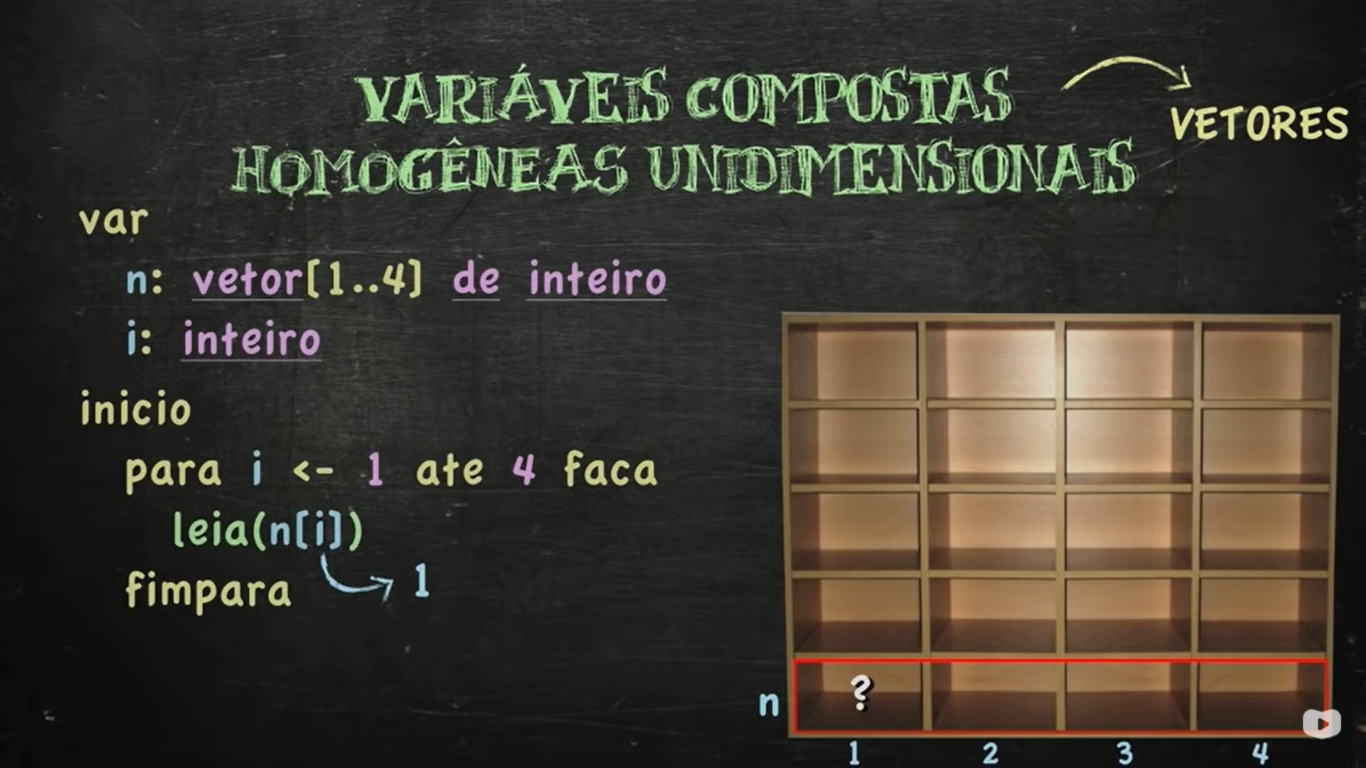 VARIÁVEIS COMPOSTAS
HOMOGÊNEAS UNIDIMENSIONAIS
VETORES
var
n: vetor[1..4] de inteiro
i: inteiro
inicio
para i <- 1 ate 4 faca
leia(n[i])
1
fimpara
n
?
1 2 3 4